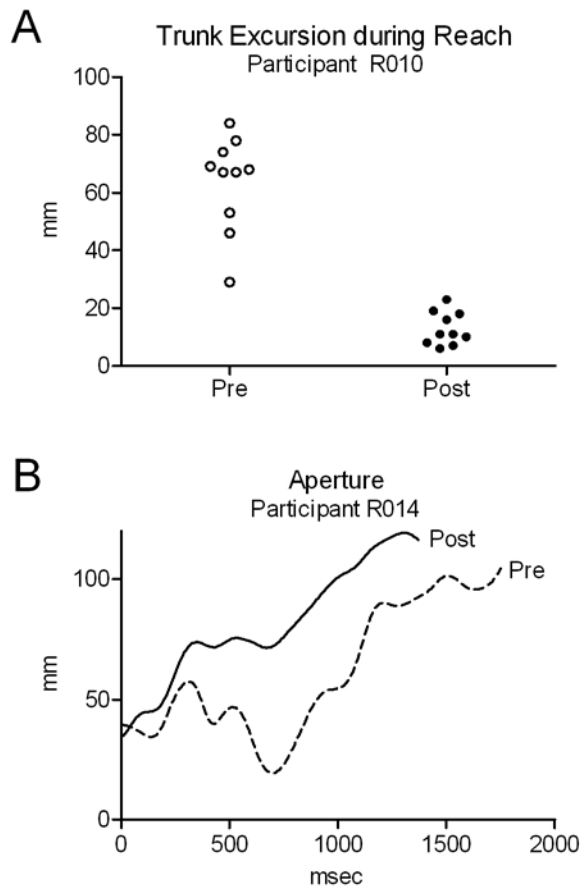 A
Trunk Excursion during Reach
Participant R010
100
80
60
40
20
0
mm
Pre
Post
B
Aperture
Participant R014
Post
Pre
100
50
0
mm
0
500
1000
1500
2000
msec